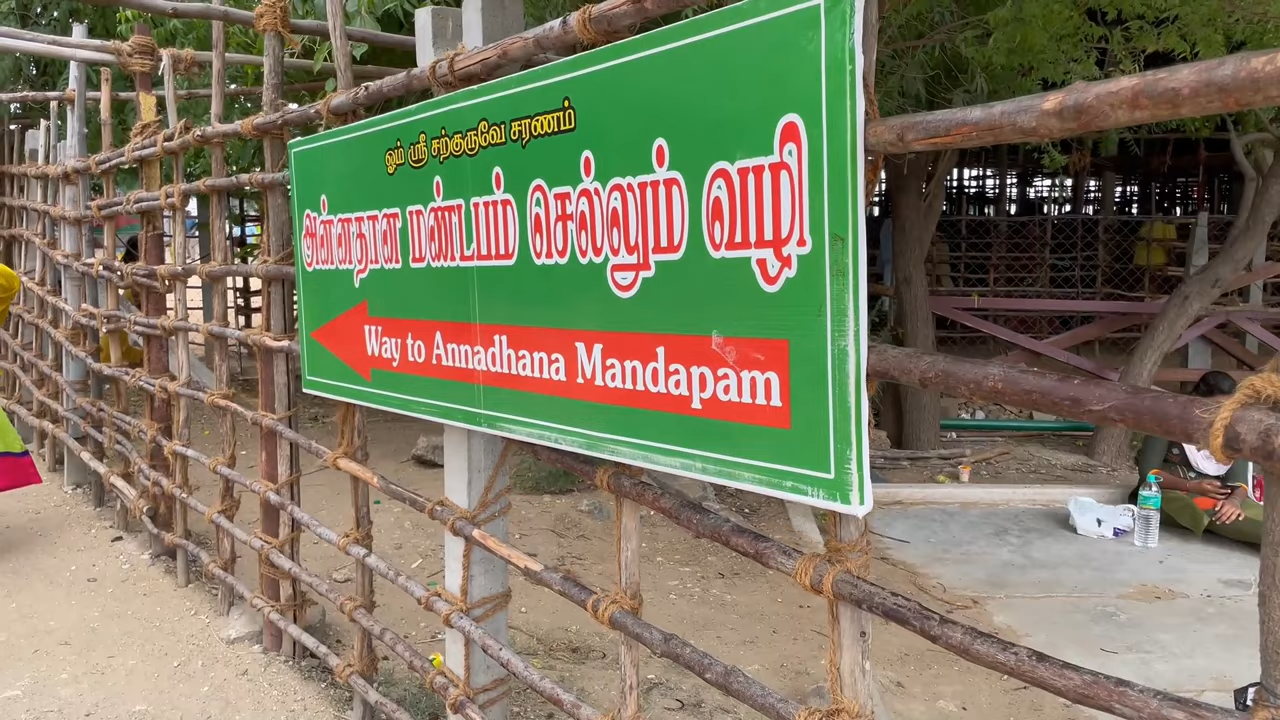 ஓம் ஸ்ரீ சற்குருவே சரணம்
அன்னதான மண்டபம் செல்லும் வழி
Way to Annadhana Mandapam